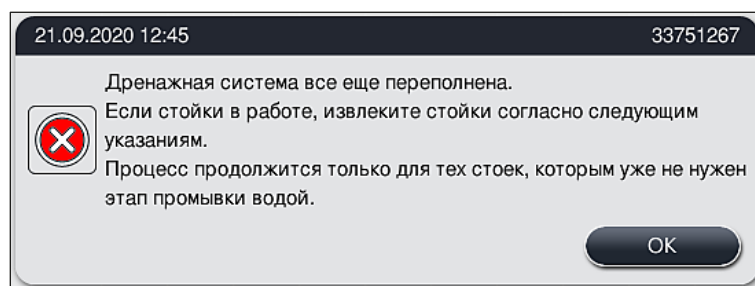 21.09.2020 12:45 33751267
Дренажная система все еще переполнена.
Если стойки в работе, извлеките стойки согласно следующим
указаниям.
Процесс продолжится только для тех стоек, которым уже не нужен
этап промывки водой.
OK